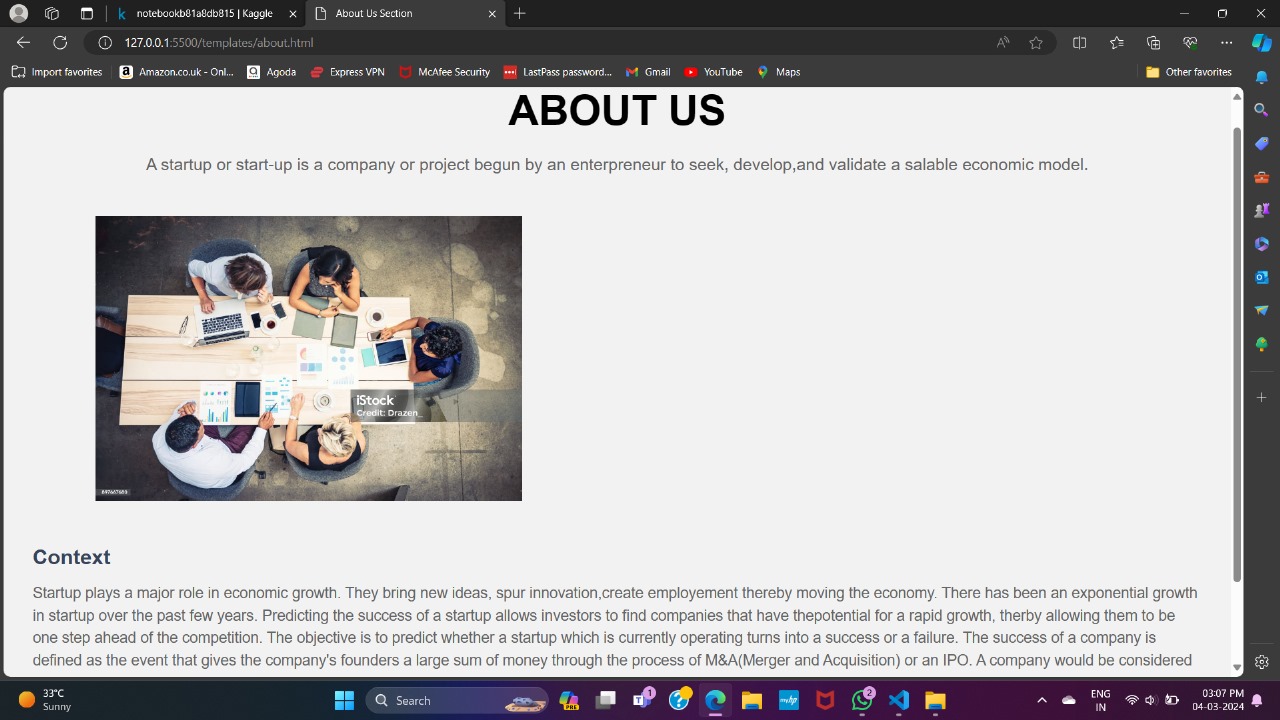 notebookb81a8db815 | Kaggle
About Us Section
127.0.0.1:5500/templates/about.html
Import favorites
Amazon.co.uk - Onl...
Agoda
Express VPN
McAfee Security
LastPass password...
Gmail
YouTube
Maps
Other favorites
ABOUT US
A startup or start-up is a company or project begun by an enterpreneur to seek, develop,and validate a salable economic model.
iStock
Credit: Drazen_
Context
Startup plays a major role in economic growth. They bring new ideas, spur innovation,create employement thereby moving the economy. There has been an exponential growth
in startup over the past few years. Predicting the success of a startup allows investors to find companies that have thepotential for a rapid growth, therby allowing them to be
one step ahead of the competition. The objective is to predict whether a startup which is currently operating turns into a success or a failure. The success of a company is
defined as the event that gives the company's founders a large sum of money through the process of M&A(Merger and Acquisition) or an IPO. A company would be considered
33°C
Sunny
Search
PRE
1
2
ENG
IN
03:07 PM
04-03-2024